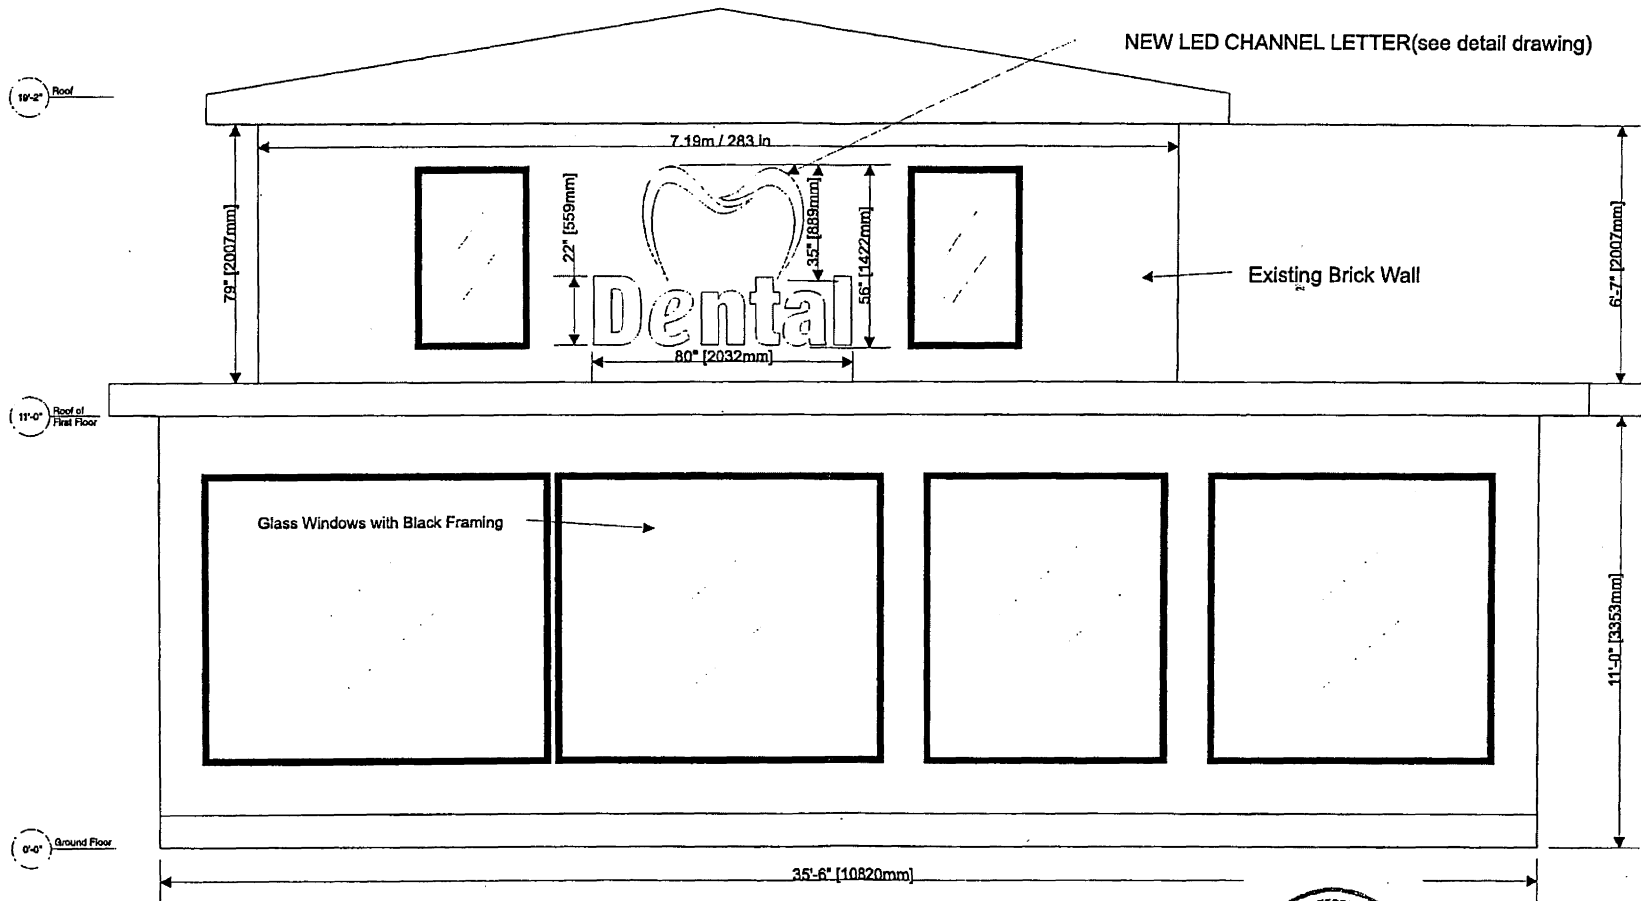 NEW LED CHANNEL LETTER(see detail drawing)
19'-2" Roof
7.19m / 283 in
79" [2007mm]
22" [559mm]
35" [889mm]
56" [1422mm]
6'-7" [2007mm]
Existing Brick Wall
Dental
80" [2032mm]
11'-0" Roof of
First Floor
Glass Windows with Black Framing
11'-0" [3353mm]
0'-0" Ground Floor
35'-6" [10820mm]